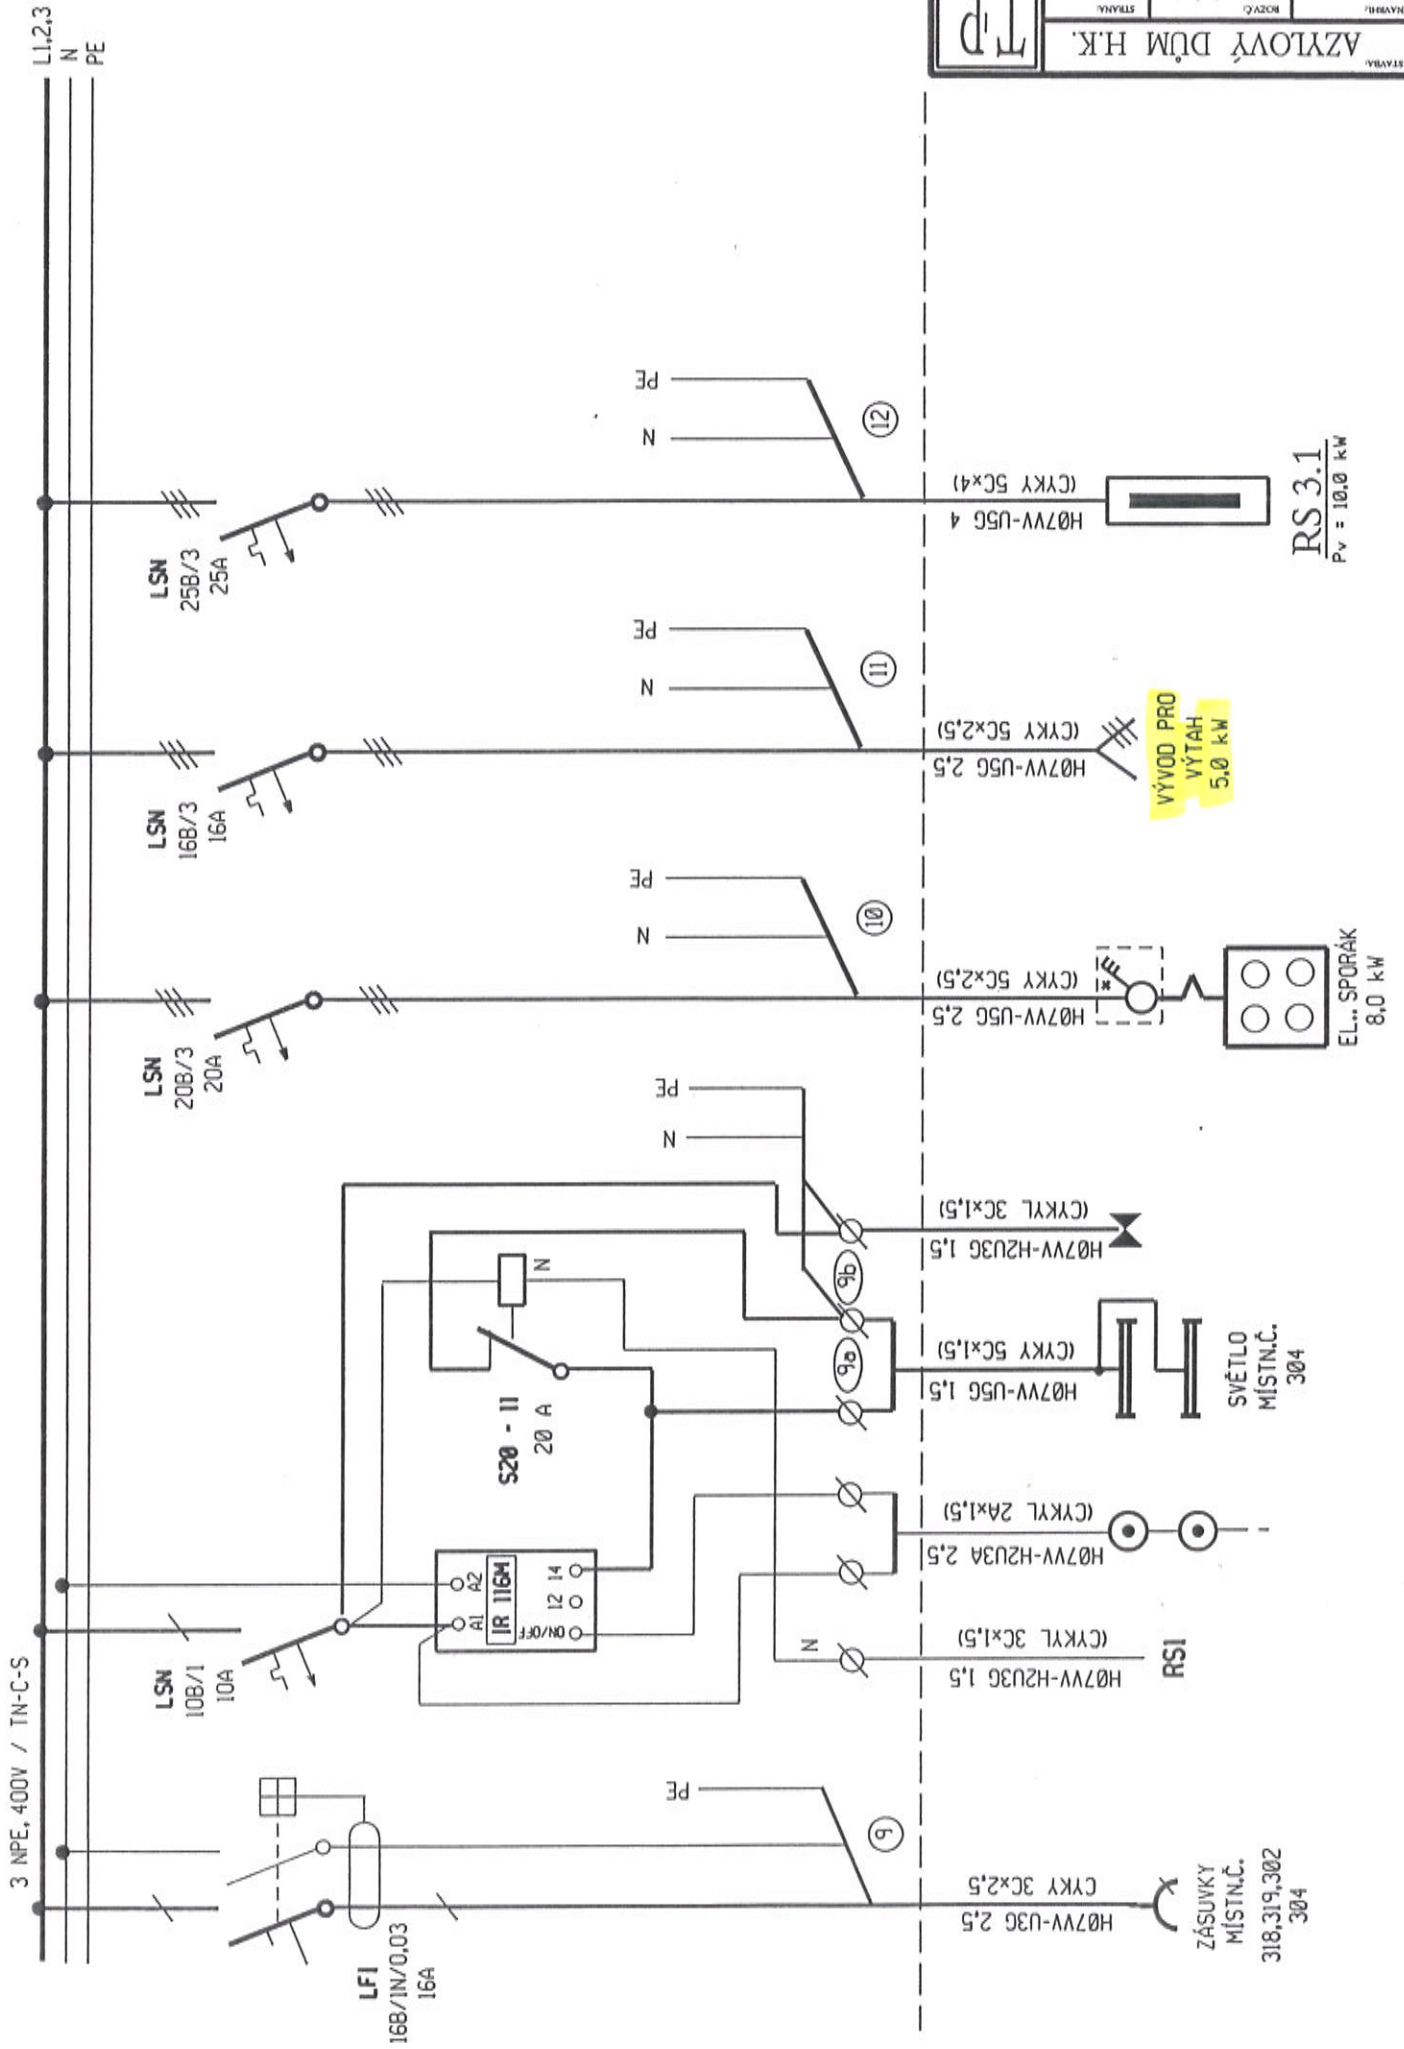 3 NPE, 400V / TN-C-S
L1,2,3
N
PE
LFI
16B/1N/0,03
16A
PE
9
H07VV-U3G 2,5
CYKY 3Cx2,5
ZÁSUVKY
MÍSTN.Č.
318,319,302
304
LSN
10B/1
10A
A1
A2
IR 116M
ON/OFF
12
14
S20 - 11
20 A
N
N
N
PE
9a
9b
H07VV-H2U3G 1,5
(CYKYL 3Cx1,5)
RS1
H07VV-H2U3A 2,5
(CYKYL 2Ax1,5)
H07VV-U5G 1,5
(CYKY 5Cx1,5)
SVĚTLO
MÍSTN.Č.
304
H07VV-H2U3G 1,5
(CYKYL 3Cx1,5)
LSN
20B/3
20A
N
PE
10
H07VV-U5G 2,5
(CYKY 5Cx2,5)
EL.. SPORÁK
8,0 kW
LSN
16B/3
16A
N
PE
11
H07VV-U5G 2,5
(CYKY 5Cx2,5)
VÝVOD PRO
VÝTAH
5,0 kW
LSN
25B/3
25A
N
PE
12
H07VV-U5G 4
(CYKY 5Cx4)
RS 3.1
Pv = 10,0 kW
T-P
STAVBA:
AZYLOVÝ DŮM H.K.
NAVRHL:
ROZV.Č:
STRANA: